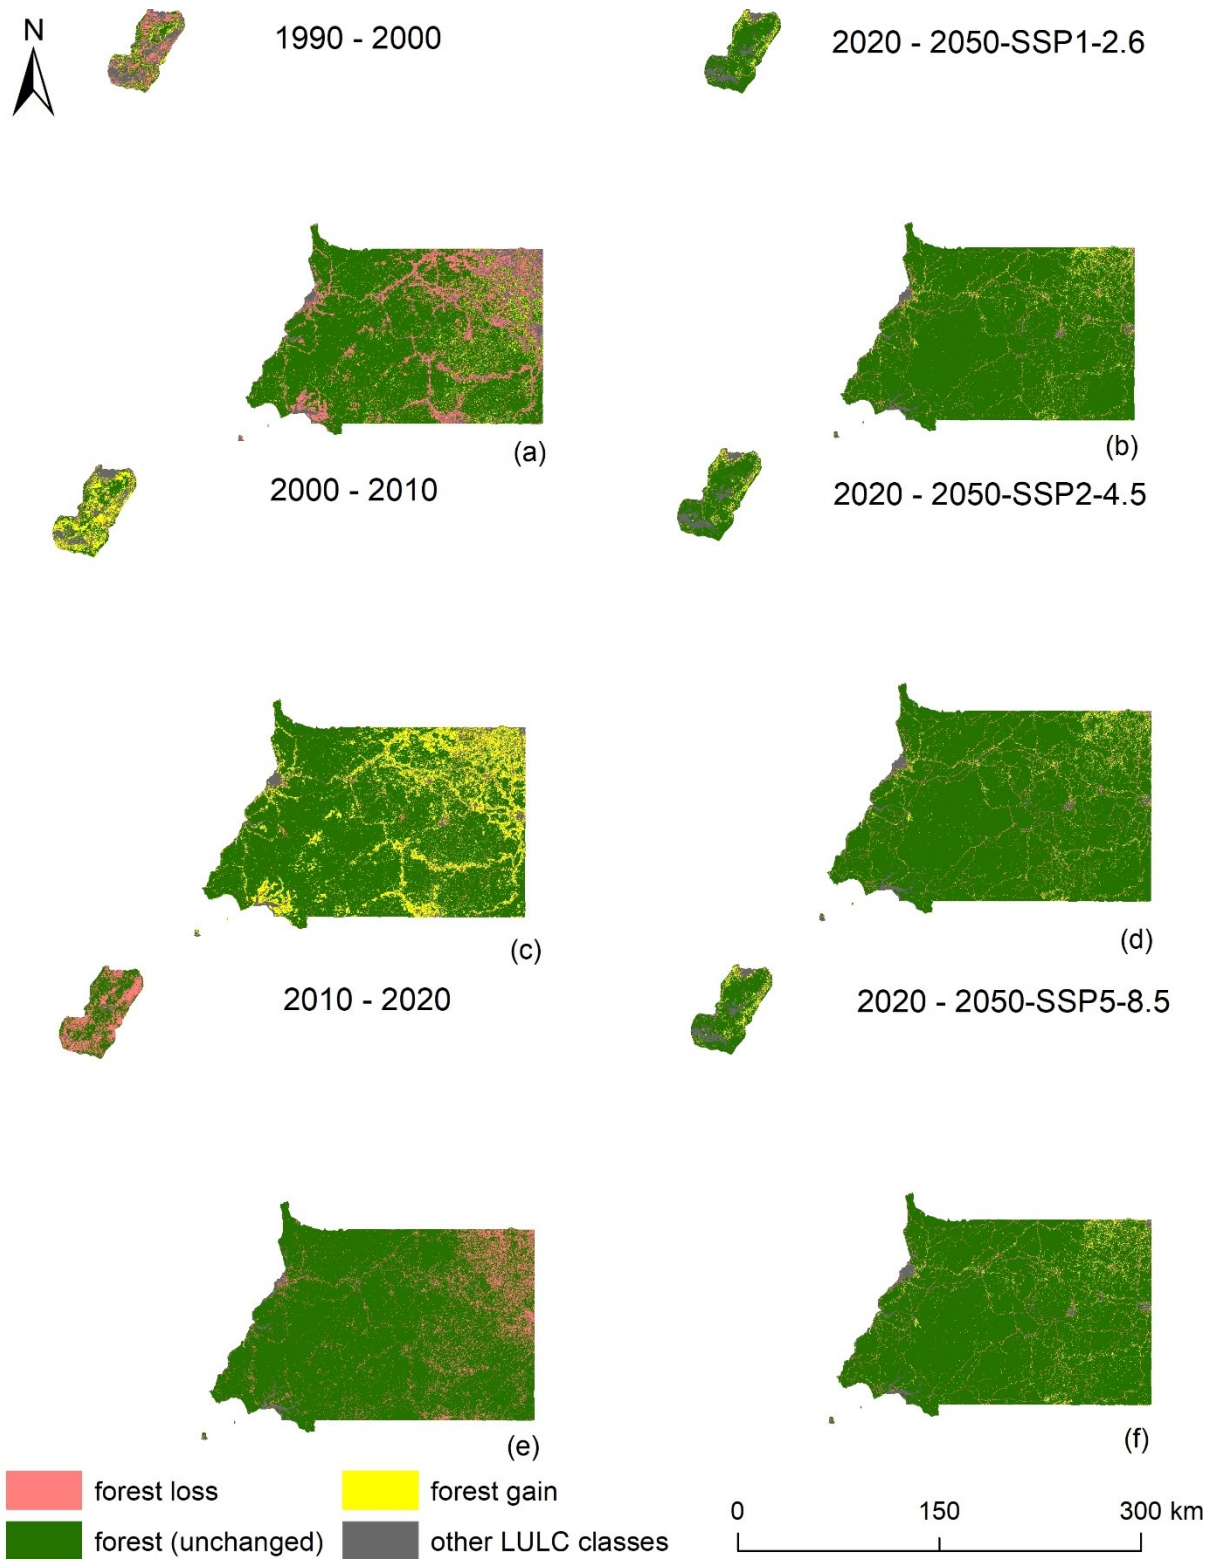 N
1990 - 2000
2020 - 2050-SSP1-2.6
(a)
(b)
2000 - 2010
2020 - 2050-SSP2-4.5
(c)
(d)
2010 - 2020
2020 - 2050-SSP5-8.5
(e)
(f)
forest loss
forest gain
forest (unchanged)
other LULC classes
0 150 300 km